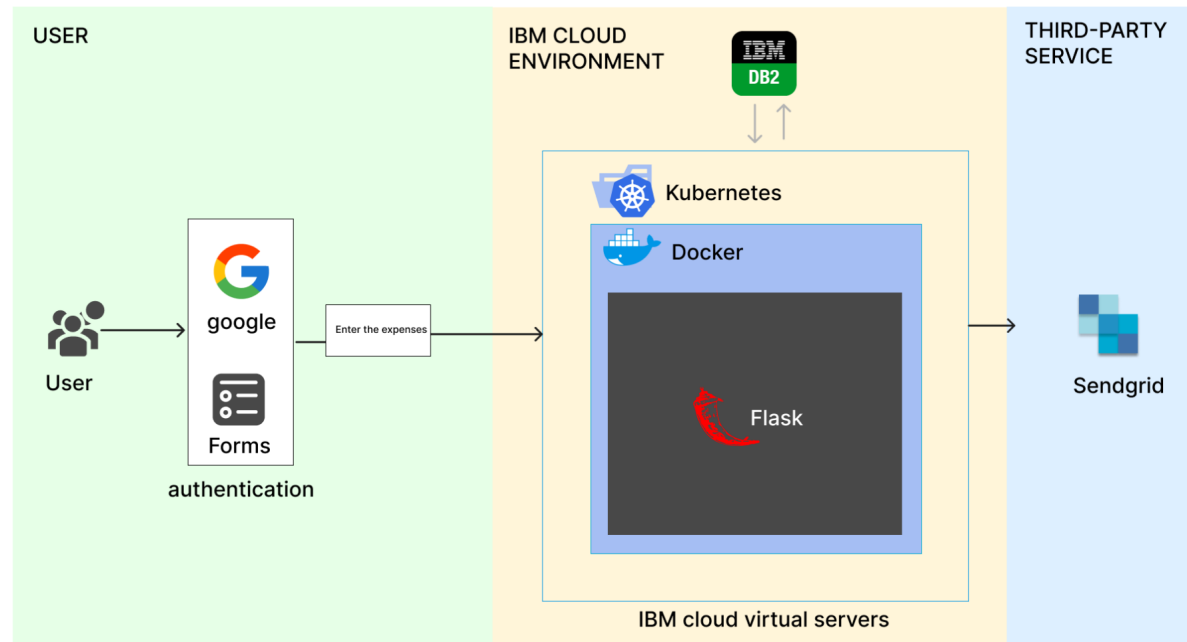 USER
IBM CLOUD
ENVIRONMENT
IBM
DB2
THIRD-PARTY
SERVICE
Kubernetes
Docker
google
Enter the expenses
User
Forms
authentication
Flask
Sendgrid
IBM cloud virtual servers